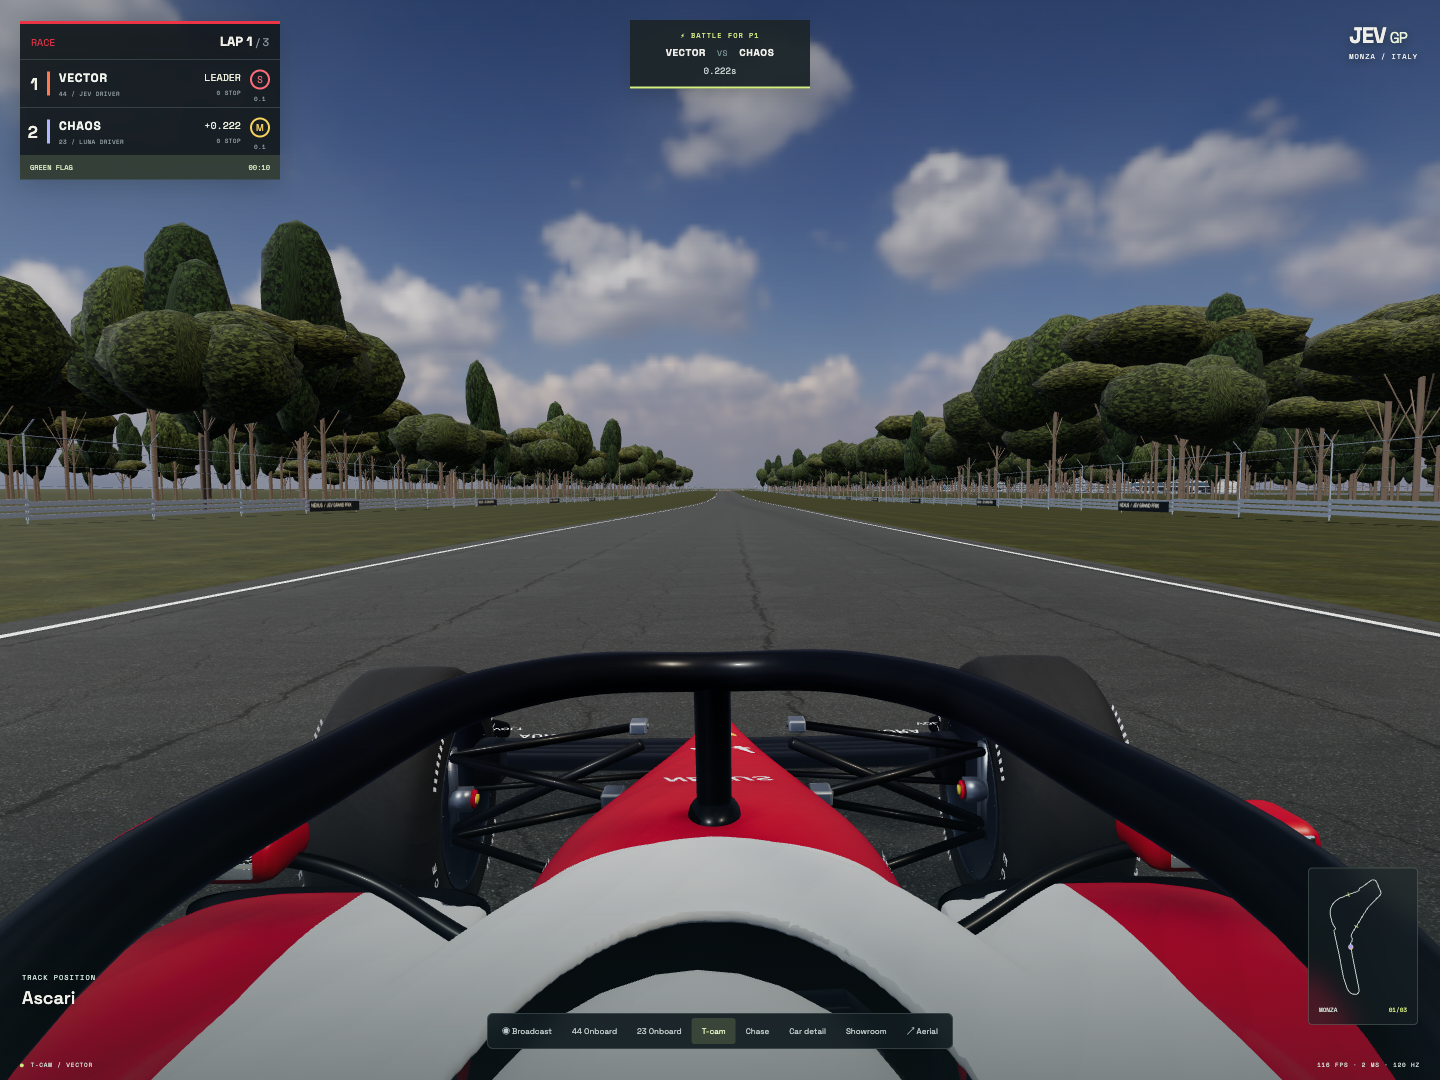 RACE
LAP 1 / 3
1 VECTOR LEADER S
44 / JEV DRIVER 0 STOP 0.1
2 CHAOS +0.222 M
23 / LUNA DRIVER 0 STOP 0.1
GREEN FLAG 00:10
⚡ BATTLE FOR P1
VECTOR VS CHAOS
0.222s
JEV GP
MONZA / ITALY
TRACK POSITION
Ascari
T-CAM / VECTOR
Broadcast 44 Onboard 23 Onboard T-cam Chase Car detail Showroom Aerial
MONZA 01/03
116 FPS · 2 MS · 120 HZ